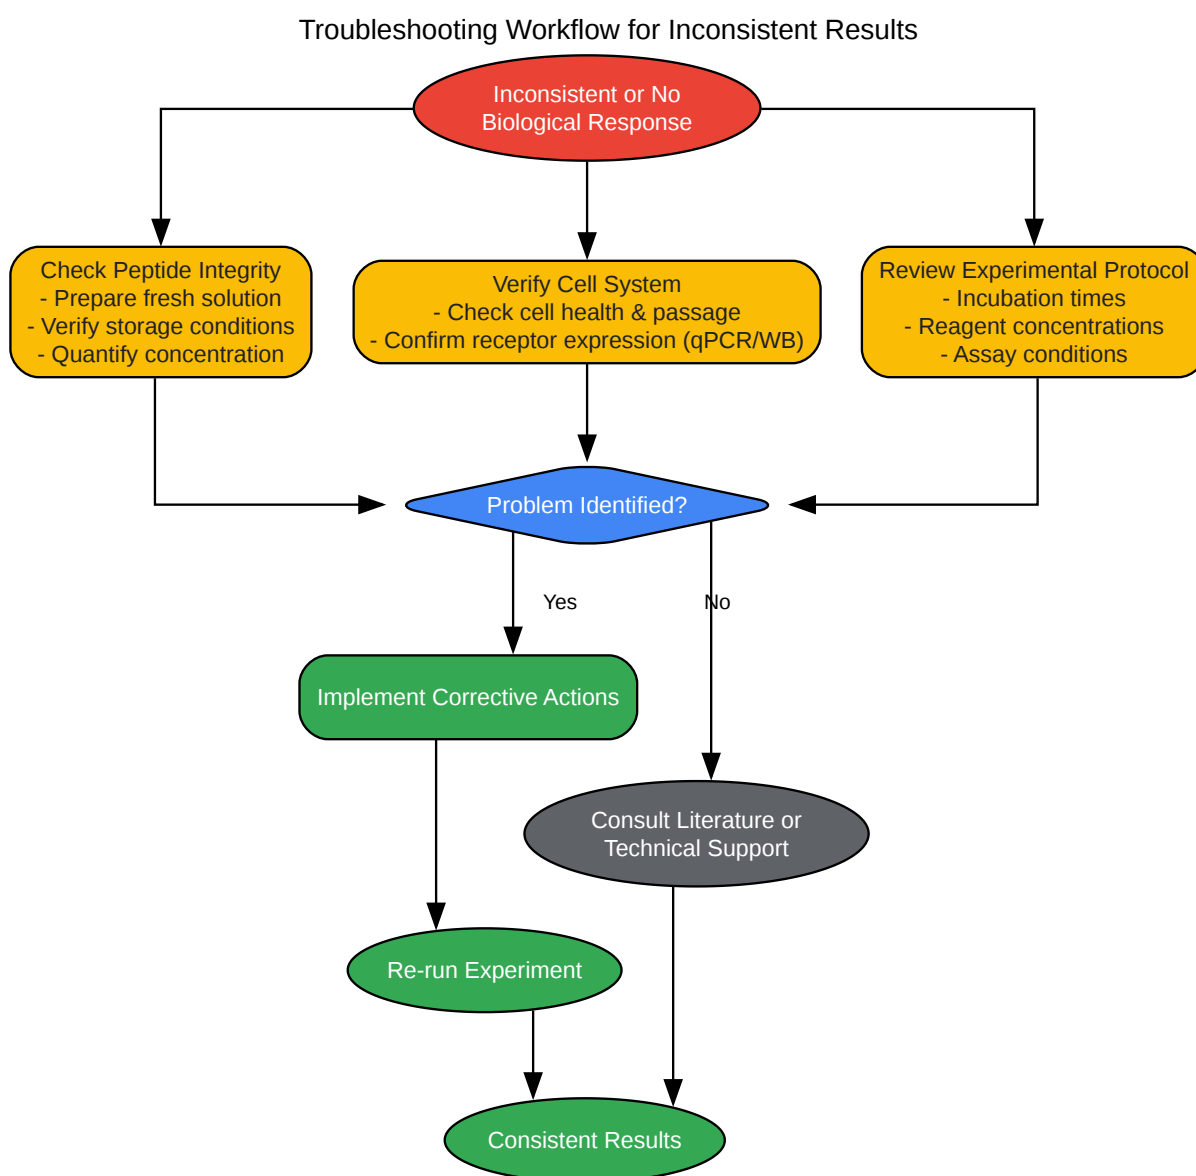 Troubleshooting Workflow for Inconsistent Results
Inconsistent or No
Biological Response
Check Peptide Integrity
- Prepare fresh solution
- Verify storage conditions
- Quantify concentration
Verify Cell System
- Check cell health & passage
- Confirm receptor expression (qPCR/WB)
Review Experimental Protocol
- Incubation times
- Reagent concentrations
- Assay conditions
Problem Identified?
Yes
No
Implement Corrective Actions
Consult Literature or
Technical Support
Re-run Experiment
Consistent Results